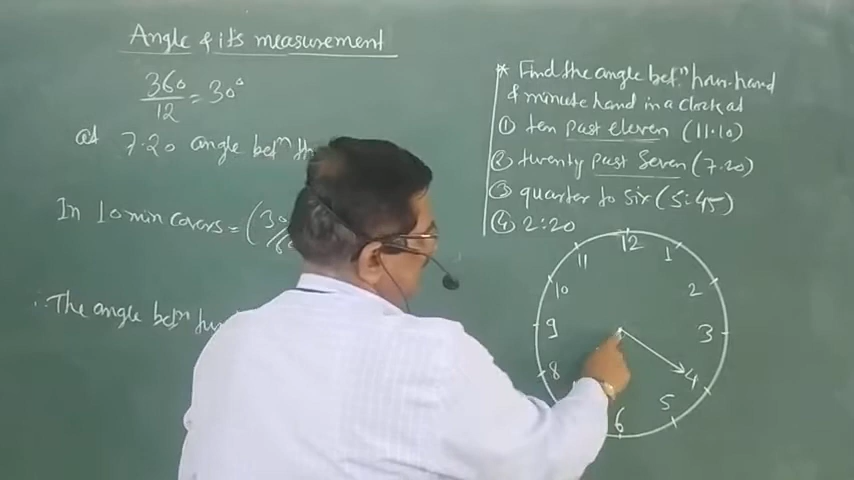 Angle & it's measurement
360/12 = 30°
at 7.20 angle betⁿ
In 10 min covers = (30/60
∴ The angle betⁿ
* Find the angle betⁿ hour-hand
& minute hand in a clock at
① ten past eleven (11.10)
② twenty past seven (7.20)
③ quarter to six (5:45)
④ 2:20
12
11
1
10
2
9
3
8
4
5
6